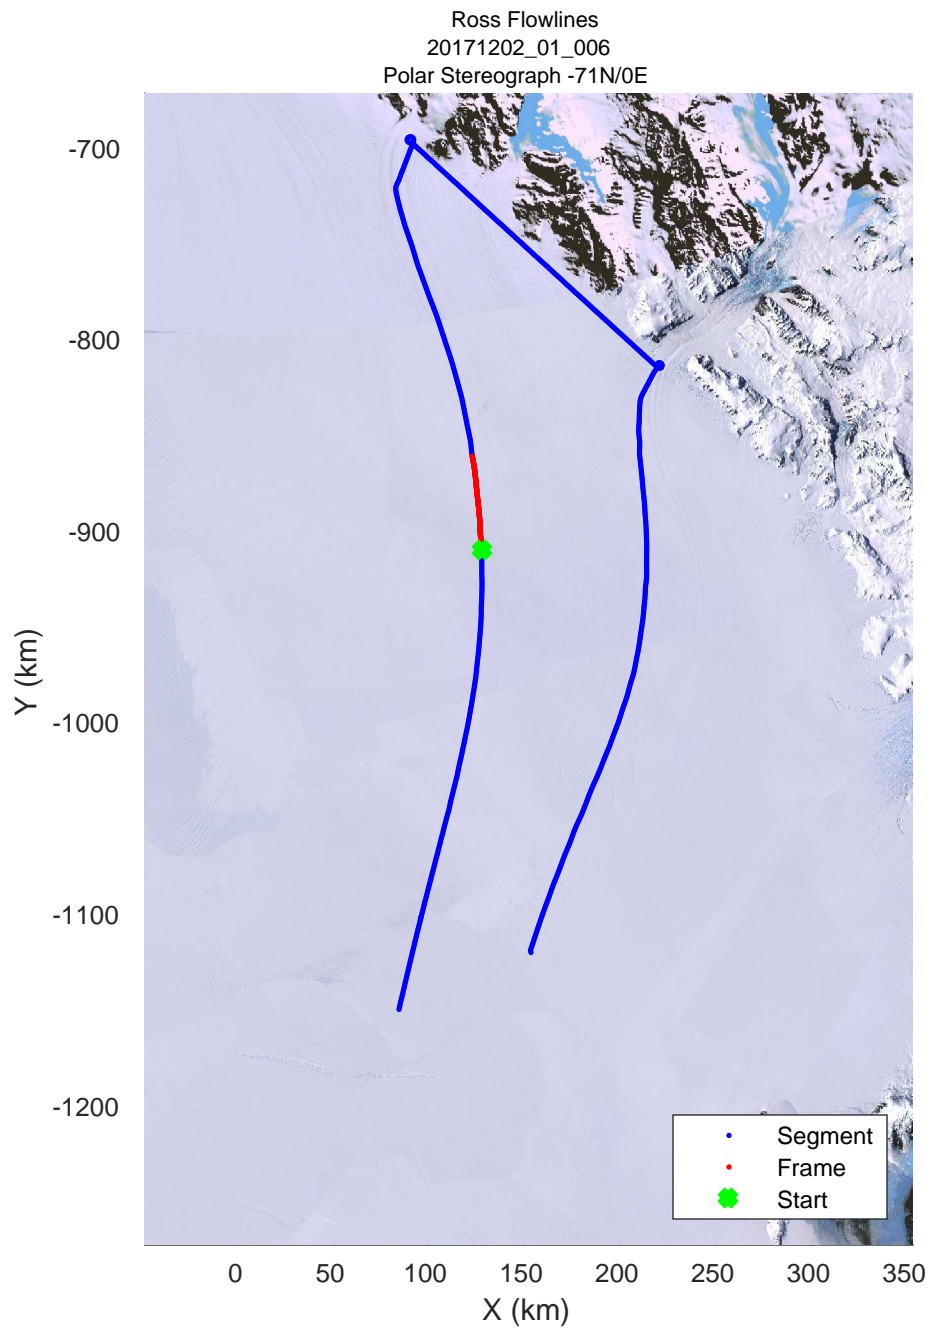 Ross Flowlines
20171202_01_006
Polar Stereograph -71N/0E
-700
-800
-900
-1000
-1100
-1200
Y (km)
0 50 100 150 200 250 300 350
X (km)
Segment
Frame
Start